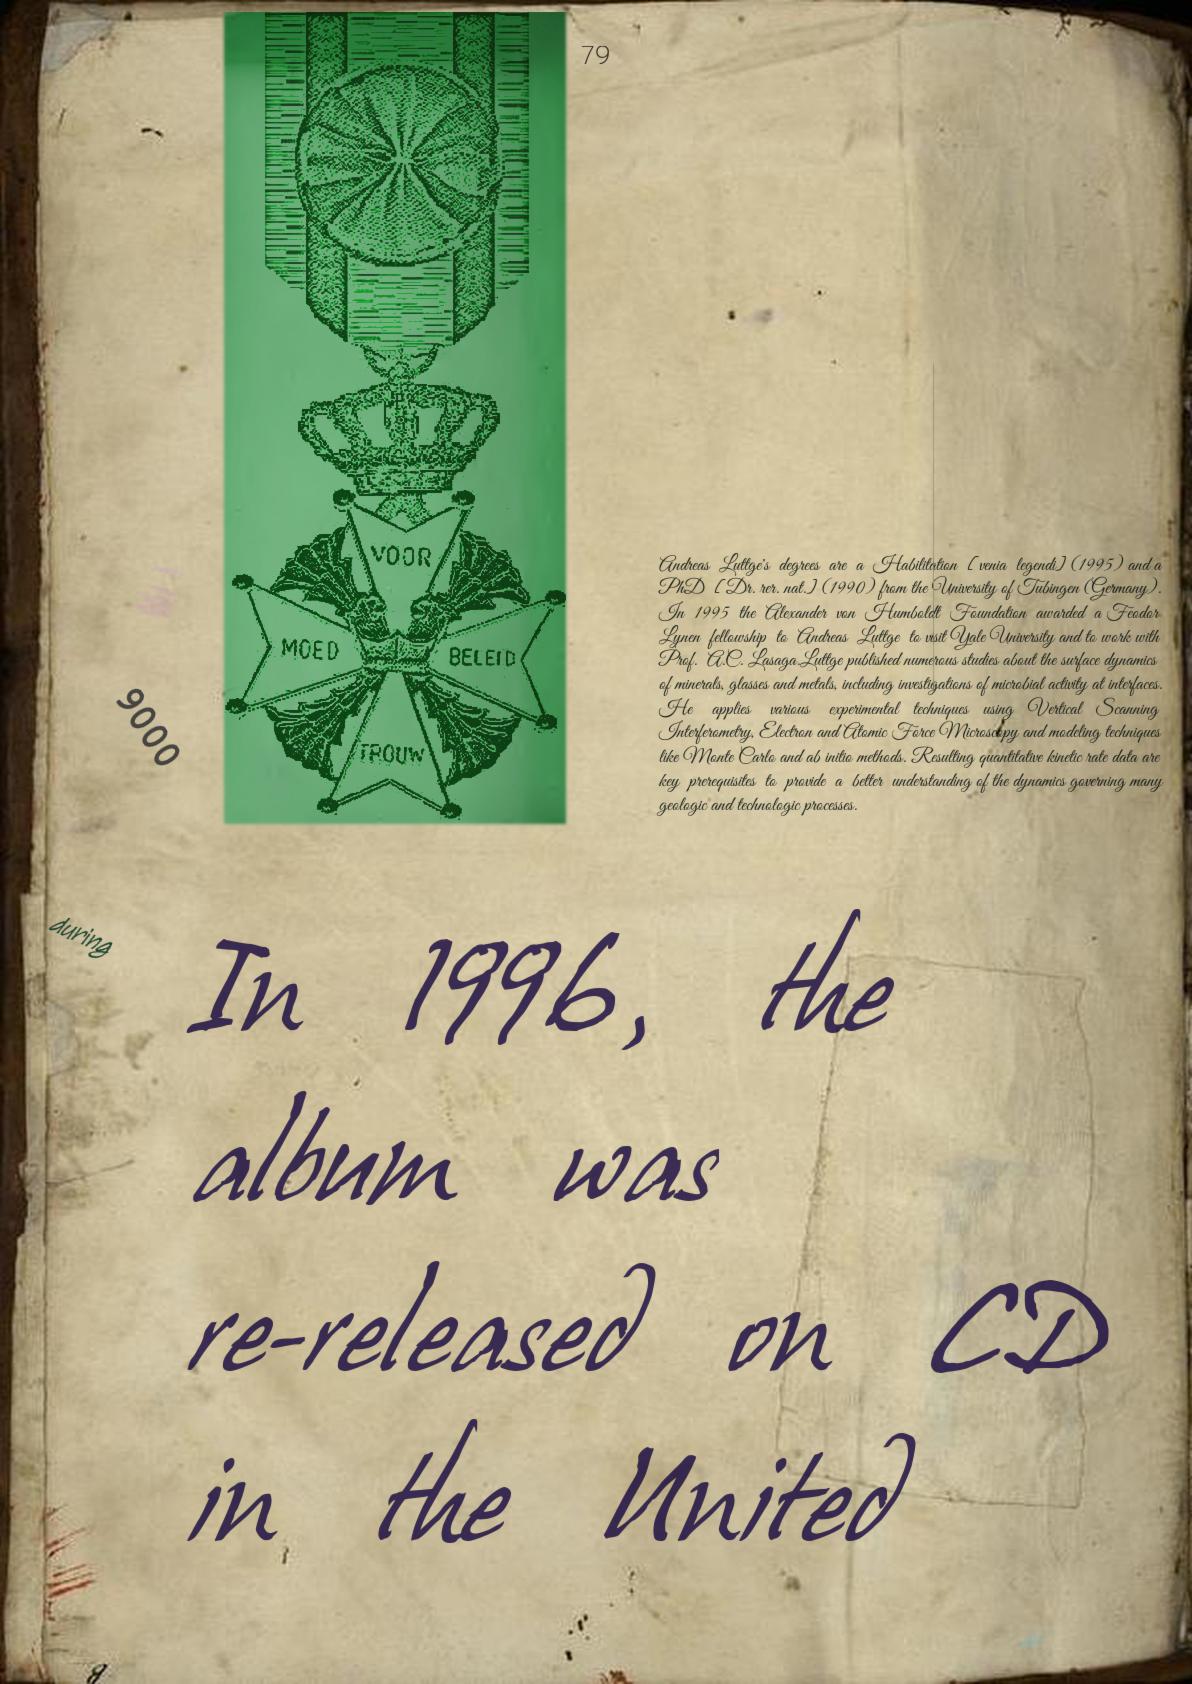 79
VOOR
MOED
BELEID
TROUW
9000
Andreas Luttge's degrees are a Habilitation [venia legendi] (1995) and a
PhD [Dr. rer. nat.] (1990) from the University of Tubingen (Germany).
In 1995 the Alexander von Humboldt Foundation awarded a Feodor
Lynen fellowship to Andreas Luttge to visit Yale University and to work with
Prof. A.C. Lasaga Luttge published numerous studies about the surface dynamics
of minerals, glasses and metals, including investigations of microbial activity at interfaces.
He applies various experimental techniques using Vertical Scanning
Interferometry, Electron and Atomic Force Microscopy and modeling techniques
like Monte Carlo and ab initio methods. Resulting quantitative kinetic rate data are
key prerequisites to provide a better understanding of the dynamics governing many
geologic and technologic processes.
during
In 1996, the
album was
re-released on CD
in the United